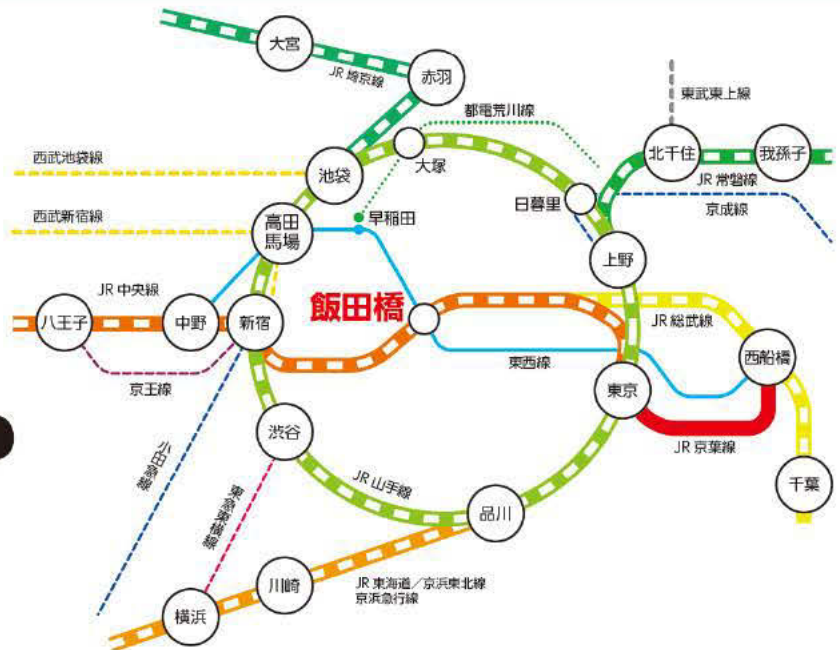 大宮
JR 埼京線
赤羽
都電荒川線
東武東上線
大塚
北千住
我孫子
JR 常磐線
西武池袋線
池袋
日暮里
京成線
西武新宿線
高田
馬場
早稲田
上野
JR 中央線
飯田橋
八王子
中野
新宿
JR 総武線
京王線
東西線
西船橋
東京
渋谷
JR 京葉線
小田急線
JR 山手線
東急東横線
品川
千葉
川崎
JR 東海道/京浜東北線
京浜急行線
横浜